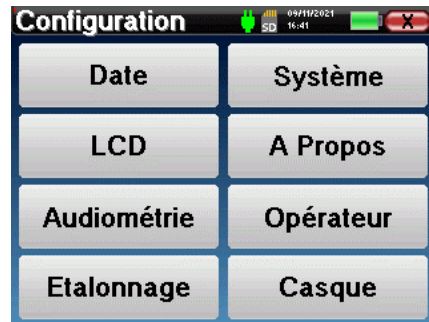 Configuration SD 09/11/2021 16:41 X
Date Système
LCD A Propos
Audiométrie Opérateur
Etalonnage Casque